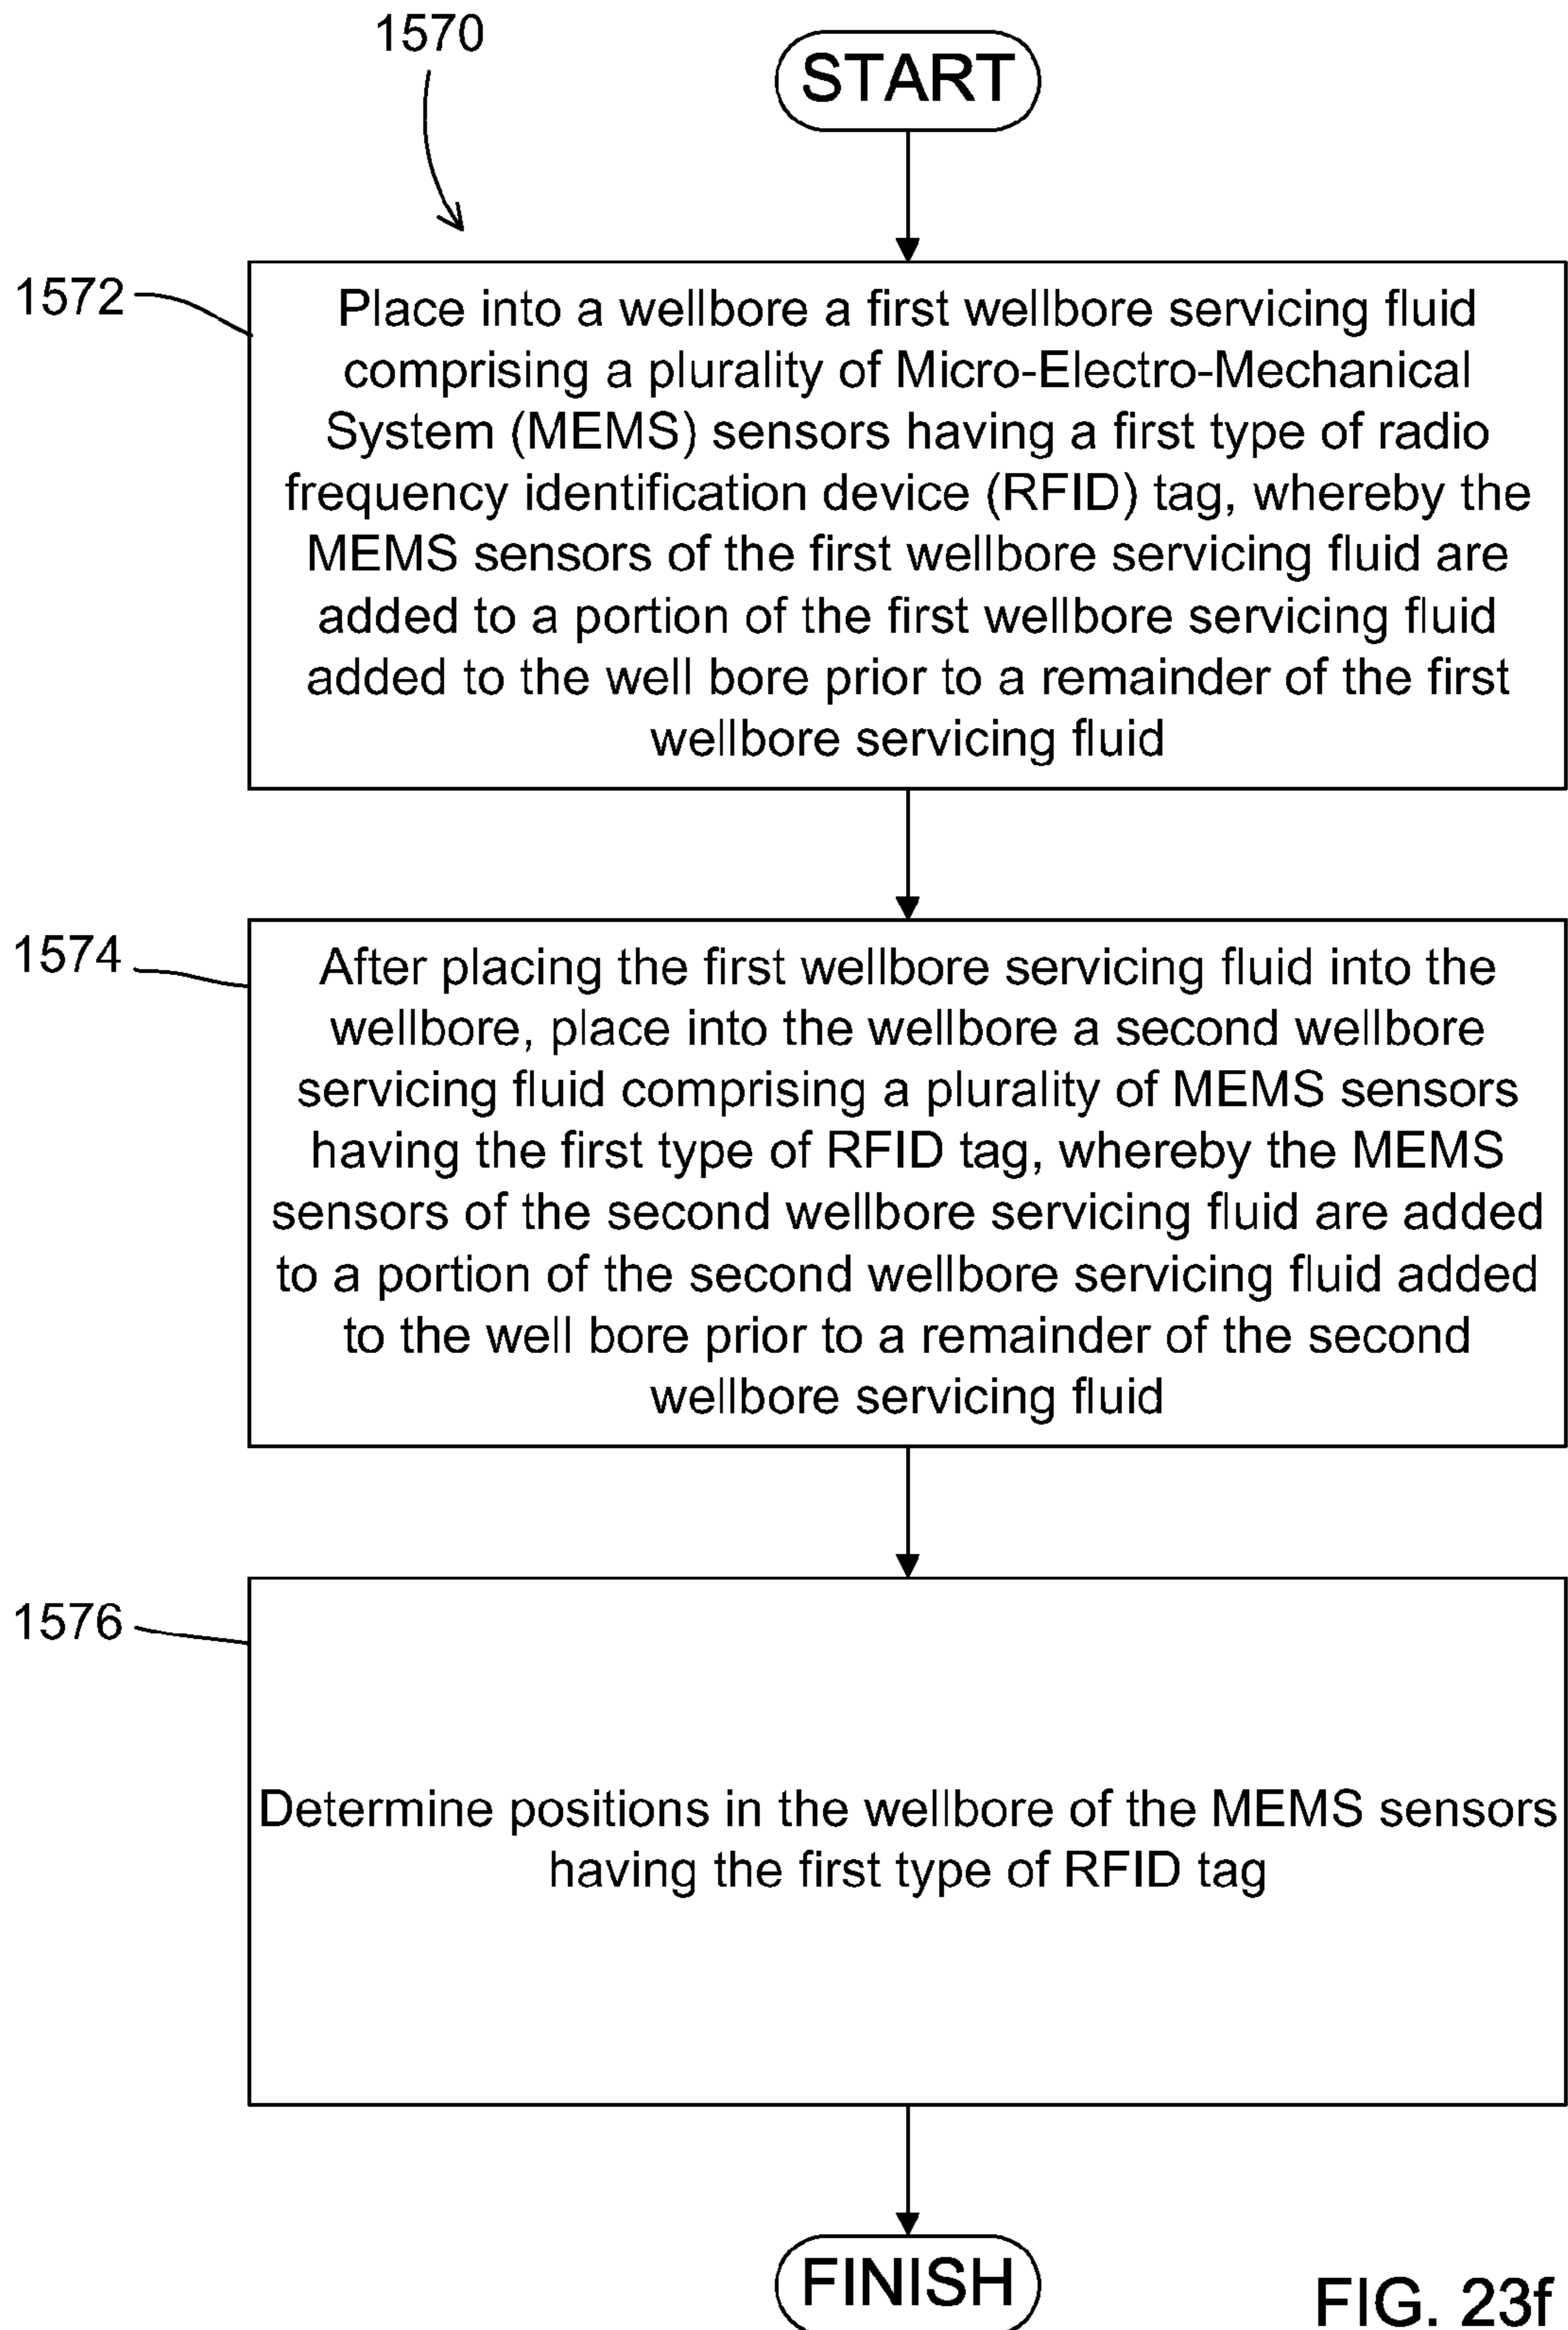 1570
START
1572
Place into a wellbore a first wellbore servicing fluid
comprising a plurality of Micro-Electro-Mechanical
System (MEMS) sensors having a first type of radio
frequency identification device (RFID) tag, whereby the
MEMS sensors of the first wellbore servicing fluid are
added to a portion of the first wellbore servicing fluid
added to the well bore prior to a remainder of the first
wellbore servicing fluid
1574
After placing the first wellbore servicing fluid into the
wellbore, place into the wellbore a second wellbore
servicing fluid comprising a plurality of MEMS sensors
having the first type of RFID tag, whereby the MEMS
sensors of the second wellbore servicing fluid are added
to a portion of the second wellbore servicing fluid added
to the well bore prior to a remainder of the second
wellbore servicing fluid
1576
Determine positions in the wellbore of the MEMS sensors
having the first type of RFID tag
FINISH
FIG. 23f